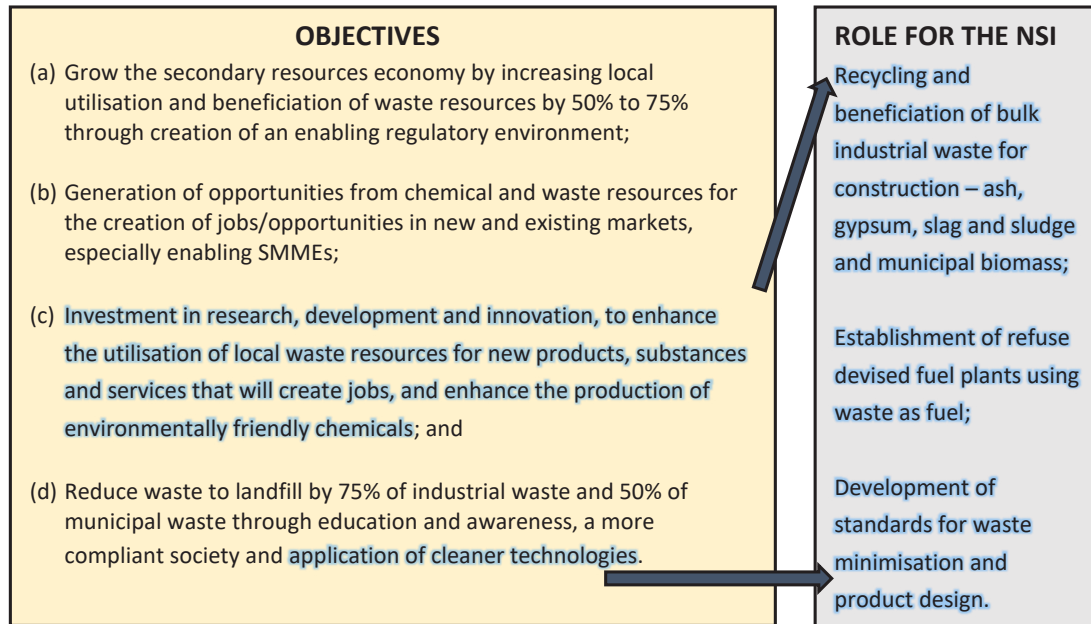 OBJECTIVES
(a) Grow the secondary resources economy by increasing local
utilisation and beneficiation of waste resources by 50% to 75%
through creation of an enabling regulatory environment;
(b) Generation of opportunities from chemical and waste resources for
the creation of jobs/opportunities in new and existing markets,
especially enabling SMMEs;
(c) Investment in research, development and innovation, to enhance
the utilisation of local waste resources for new products, substances
and services that will create jobs, and enhance the production of
environmentally friendly chemicals; and
(d) Reduce waste to landfill by 75% of industrial waste and 50% of
municipal waste through education and awareness, a more
compliant society and application of cleaner technologies.
ROLE FOR THE NSI
Recycling and
beneficiation of bulk
industrial waste for
construction – ash,
gypsum, slag and sludge
and municipal biomass;
Establishment of refuse
devised fuel plants using
waste as fuel;
Development of
standards for waste
minimisation and
product design.